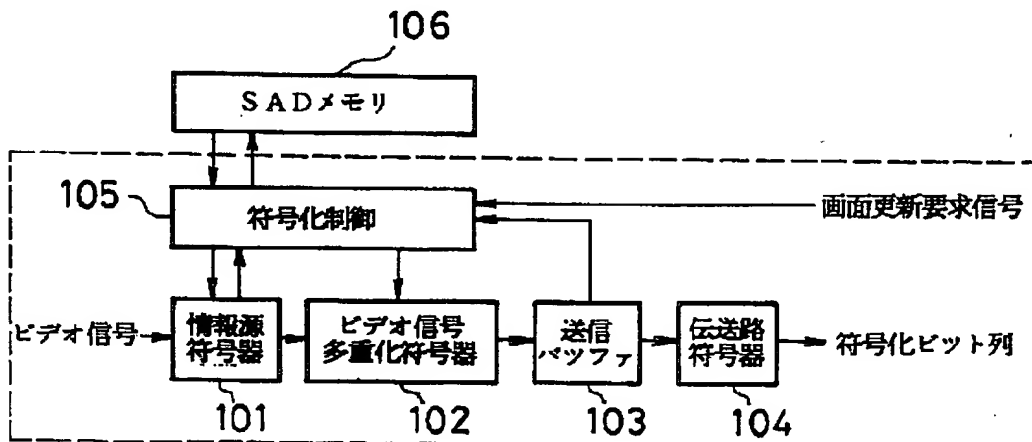 106
SADメモリ
105
符号化制御
画面更新要求信号
ビデオ信号
情報源
符号器
ビデオ信号
多重化符号器
送信
バッファ
伝送路
符号器
符号化ビット列
101
102
103
104